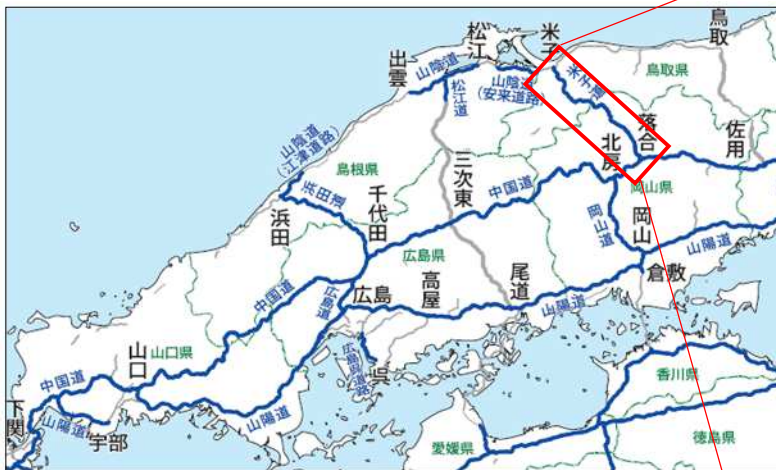 鳥取
松江
米子
出雲
山陰道
松江道
山陰道
(安来道路)
米子道
鳥取県
落合
佐用
北房
山陰道
(江津道路)
島根県
浜田道
千代田
三次東
中国道
岡山県
岡山道
岡山
山陽道
浜田
広島県
高屋
尾道
倉敷
中国道
広島道
広島
山陽道
山口
山口県
広島呉道路
呉
香川県
中国道
山陽道
下関
山陽道
宇部
愛媛県
徳島県